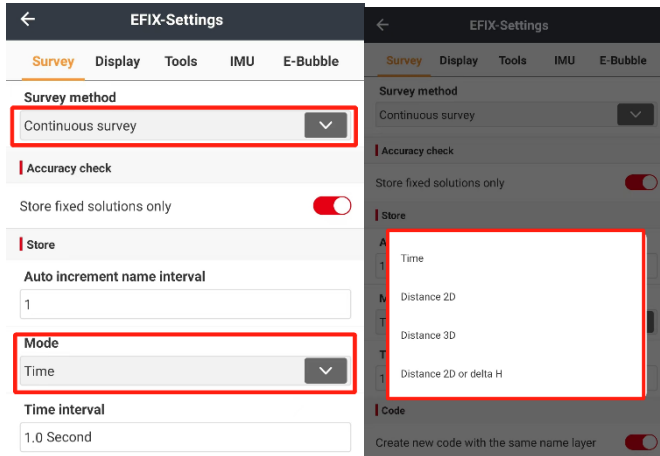 EFIX-Settings
Survey Display Tools IMU E-Bubble
Survey method
Continuous survey
Accuracy check
Store fixed solutions only
Store
Auto increment name interval
1
Mode
Time
Time interval
1.0 Second
EFIX-Settings
Survey Display Tools IMU E-Bubble
Survey method
Continuous survey
Accuracy check
Store fixed solutions only
Store
A
1
Time
M
Distance 2D
T
Distance 3D
T
Distance 2D or delta H
1
Code
Create new code with the same name layer